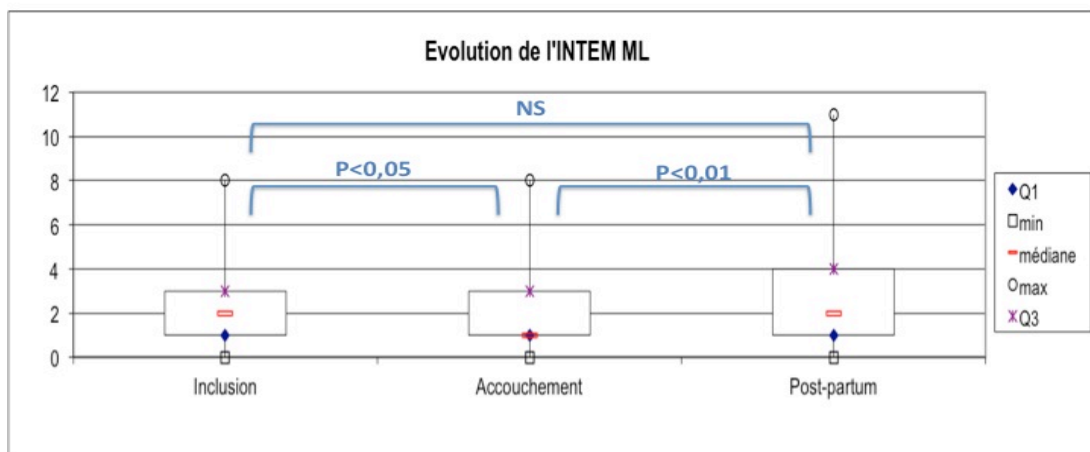 Evolution de l'INTEM ML
12
NS
10
8
P<0,05
P<0,01
6
4
2
0
Inclusion
Accouchement
Post-partum
Q1
min
médiane
max
Q3